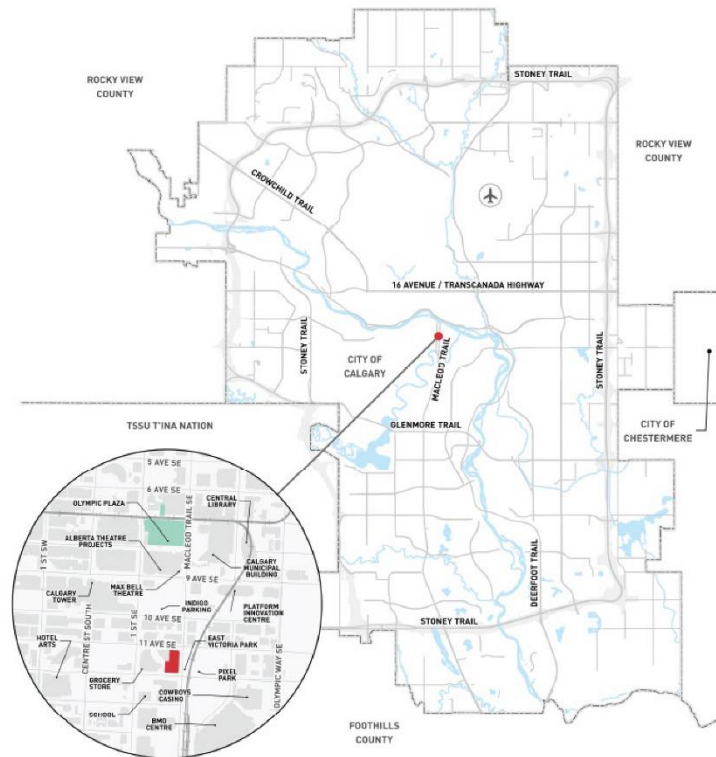 STONEY TRAIL
ROCKY VIEW
COUNTY
ROCKY VIEW
COUNTY
CROWCHILD TRAIL
16 AVENUE / TRANSCANADA HIGHWAY
STONEY TRAIL
CITY OF
CALGARY
MACLEOD TRAIL
STONEY TRAIL
TSSU T'INA NATION
GLENMORE TRAIL
CITY OF
CHESTERMERE
DEERFOOT TRAIL
STONEY TRAIL
FOOTHILLS
COUNTY
5 AVE SE
6 AVE SE
OLYMPIC PLAZA
CENTRAL
LIBRARY
MACLEOD TRAIL SE
ALBERTA THEATRE
PROJECTS
1 ST SW
CALGARY
MUNICIPAL
BUILDING
MAX BELL
THEATRE
9 AVE SE
CALGARY
TOWER
INDIGO
PARKING
PLATFORM
INNOVATION
CENTRE
10 AVE SE
1 ST SE
CENTRE ST SOUTH
HOTEL
ARTS
11 AVE SE
EAST
VICTORIA PARK
GROCERY
STORE
PIXEL
PARK
OLYMPIC WAY SE
COWBOYS
CASINO
SCHOOL
BMO
CENTRE